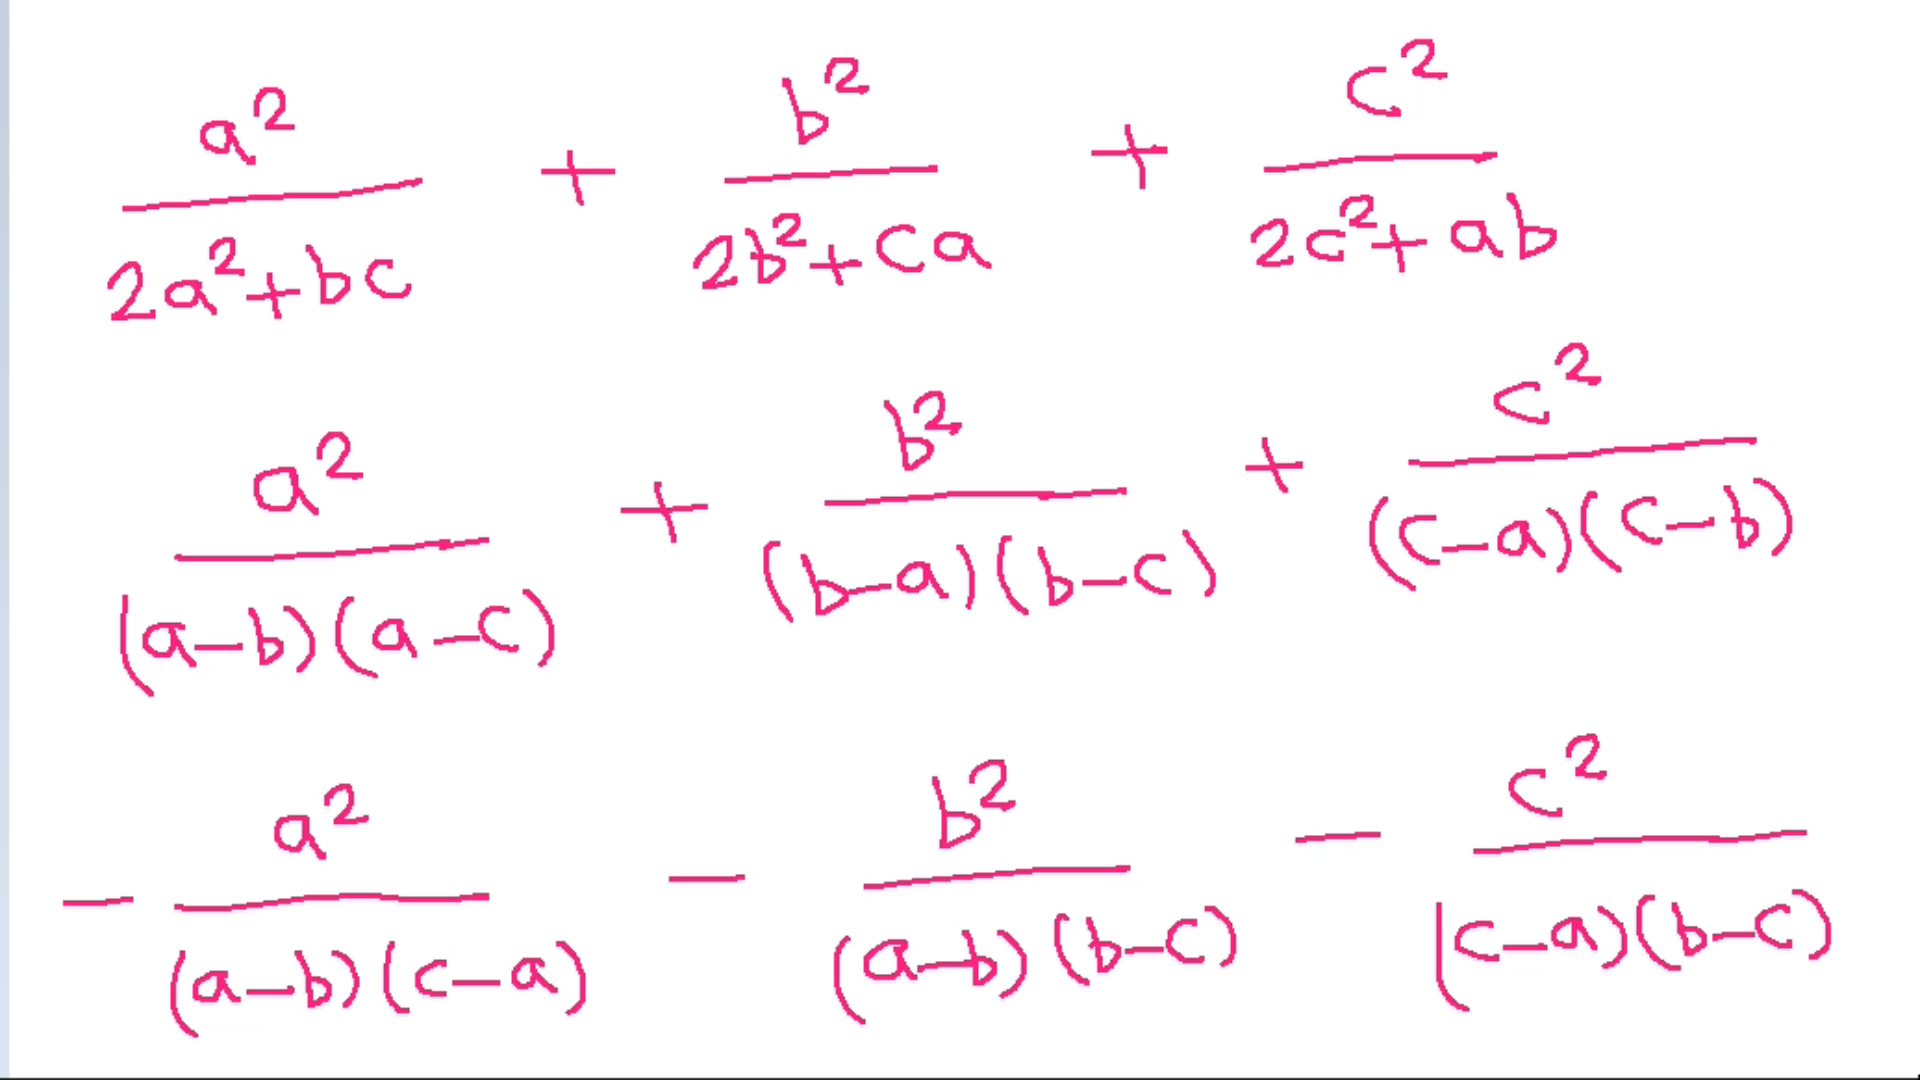 a²/(2a²+bc) + b²/(2b²+ca) + c²/(2c²+ab)
a²/((a-b)(a-c)) + b²/((b-a)(b-c)) + c²/((c-a)(c-b))
- a²/((a-b)(c-a)) - b²/((a-b)(b-c)) - c²/((c-a)(b-c))